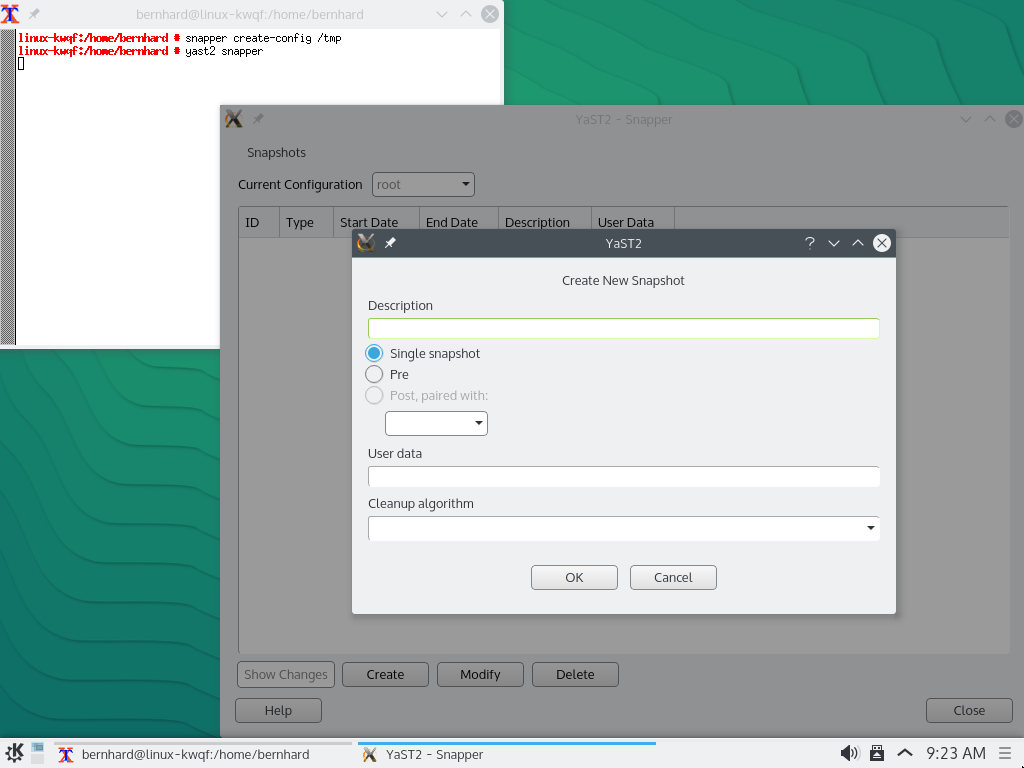 bernhard@linux-kwqf:/home/bernhard
linux-kwqf:/home/bernhard # snapper create-config /tmp
linux-kwqf:/home/bernhard # yast2 snapper
YaST2 - Snapper
Snapshots
Current Configuration root
ID Type Start Date End Date Description User Data
YaST2
Create New Snapshot
Description
Single snapshot
Pre
Post, paired with:
User data
Cleanup algorithm
OK Cancel
Show Changes Create Modify Delete
Help Close
bernhard@linux-kwqf:/home/bernhard YaST2 - Snapper 9:23 AM